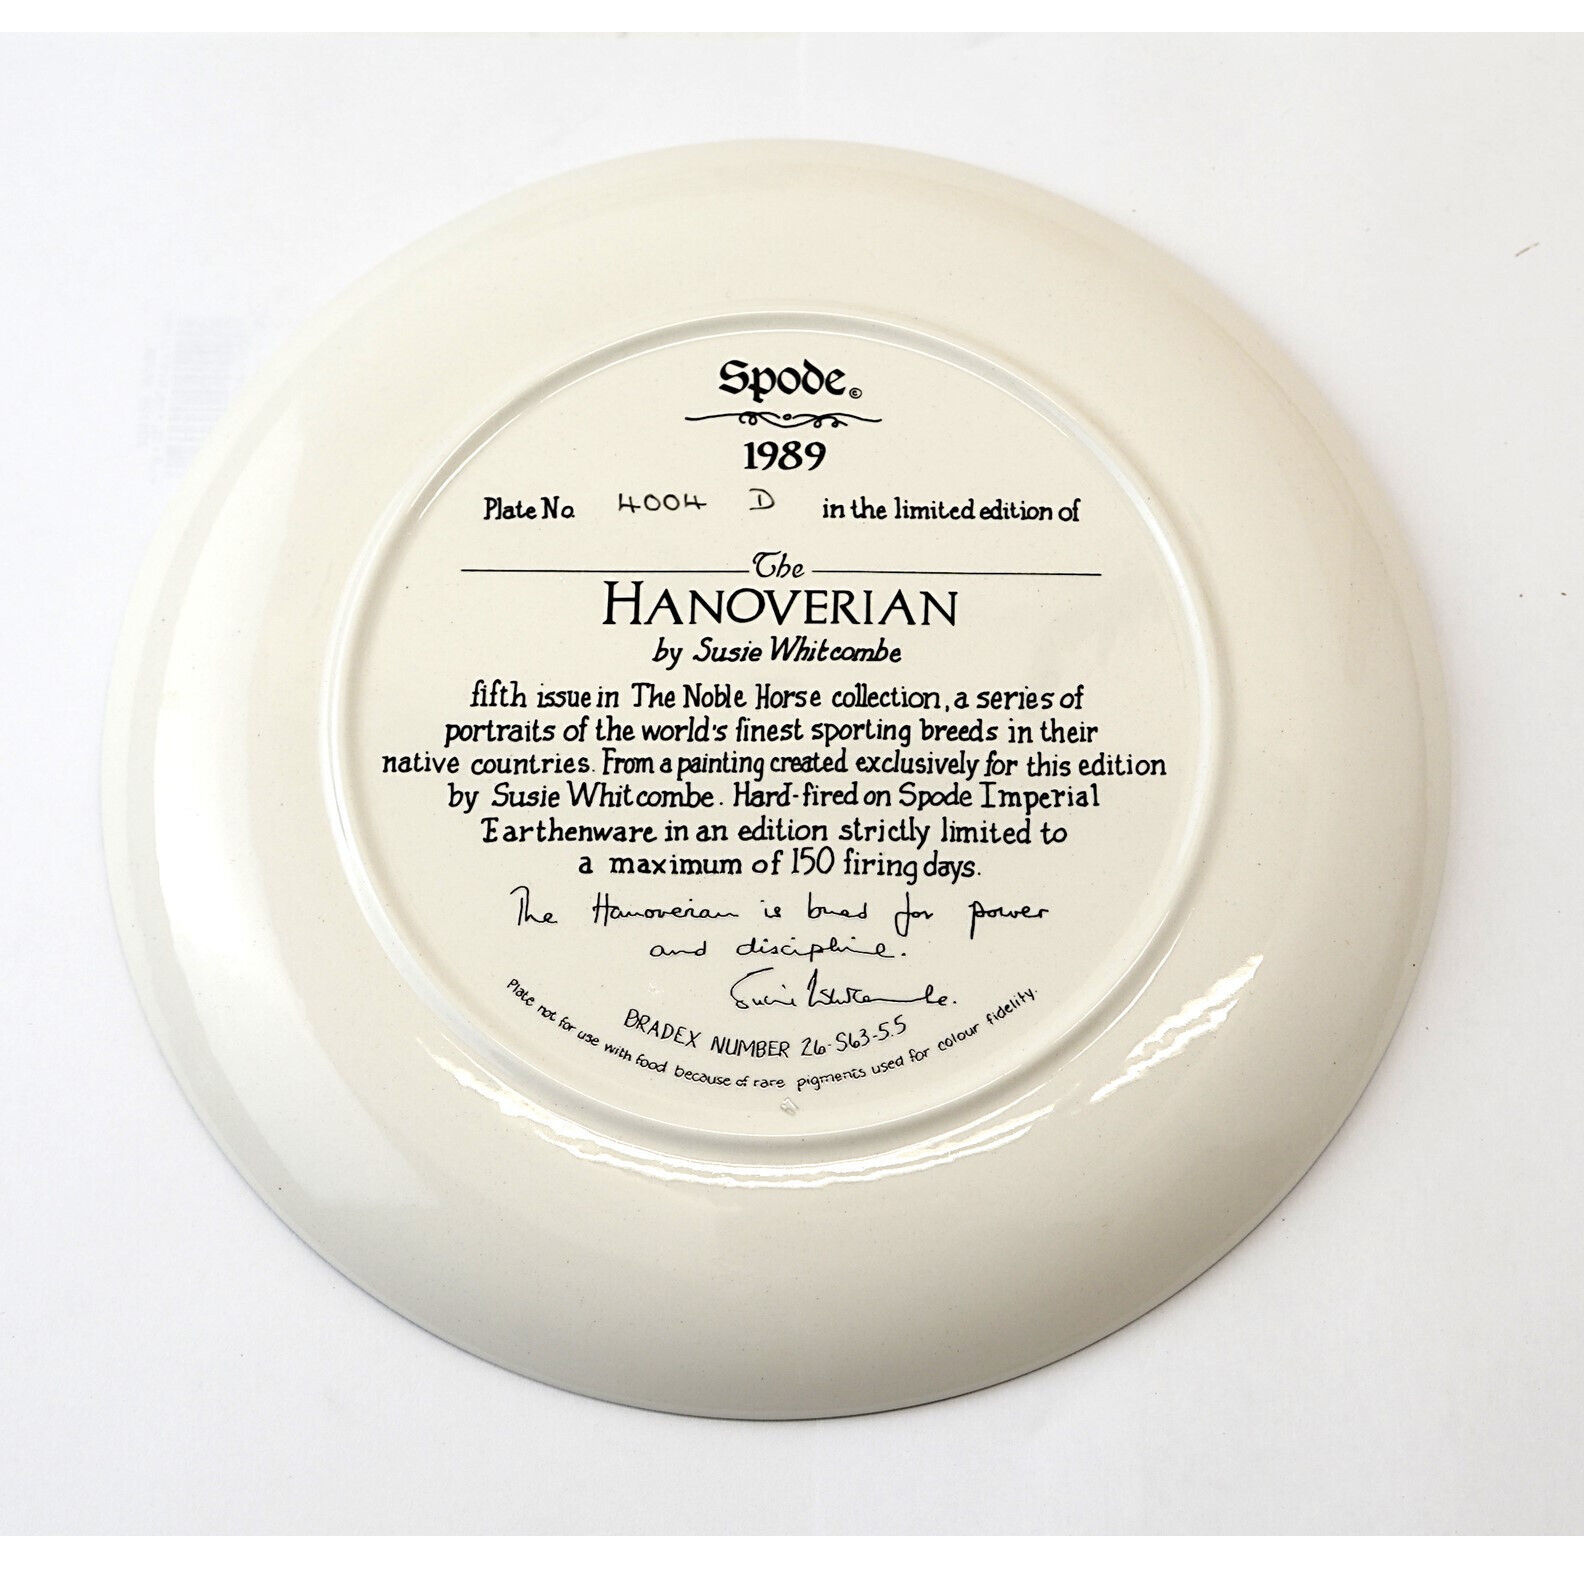 Spode ©
1989
Plate No. 4004 D in the limited edition of
The
HANOVERIAN
by Susie Whitcombe
fifth issue in The Noble Horse collection, a series of
portraits of the world's finest sporting breeds in their
native countries. From a painting created exclusively for this edition
by Susie Whitcombe. Hard-fired on Spode Imperial
Earthenware in an edition strictly limited to
a maximum of 150 firing days.
The Hanoverian is bred for power
and discipline.
Susie Whitcombe.
BRADEX NUMBER 26-S63-5.5
Plate not for use with food because of rare pigments used for colour fidelity.